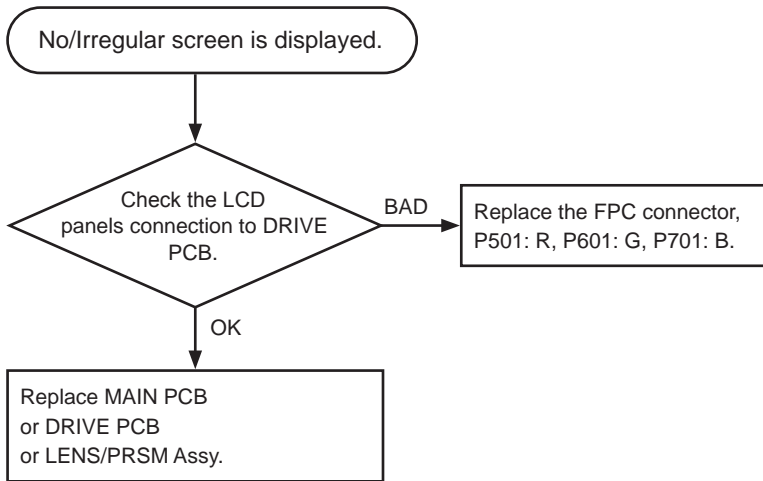 No/Irregular screen is displayed.
Check the LCD
panels connection to DRIVE
PCB.
BAD
Replace the FPC connector,
P501: R, P601: G, P701: B.
OK
Replace MAIN PCB
or DRIVE PCB
or LENS/PRSM Assy.